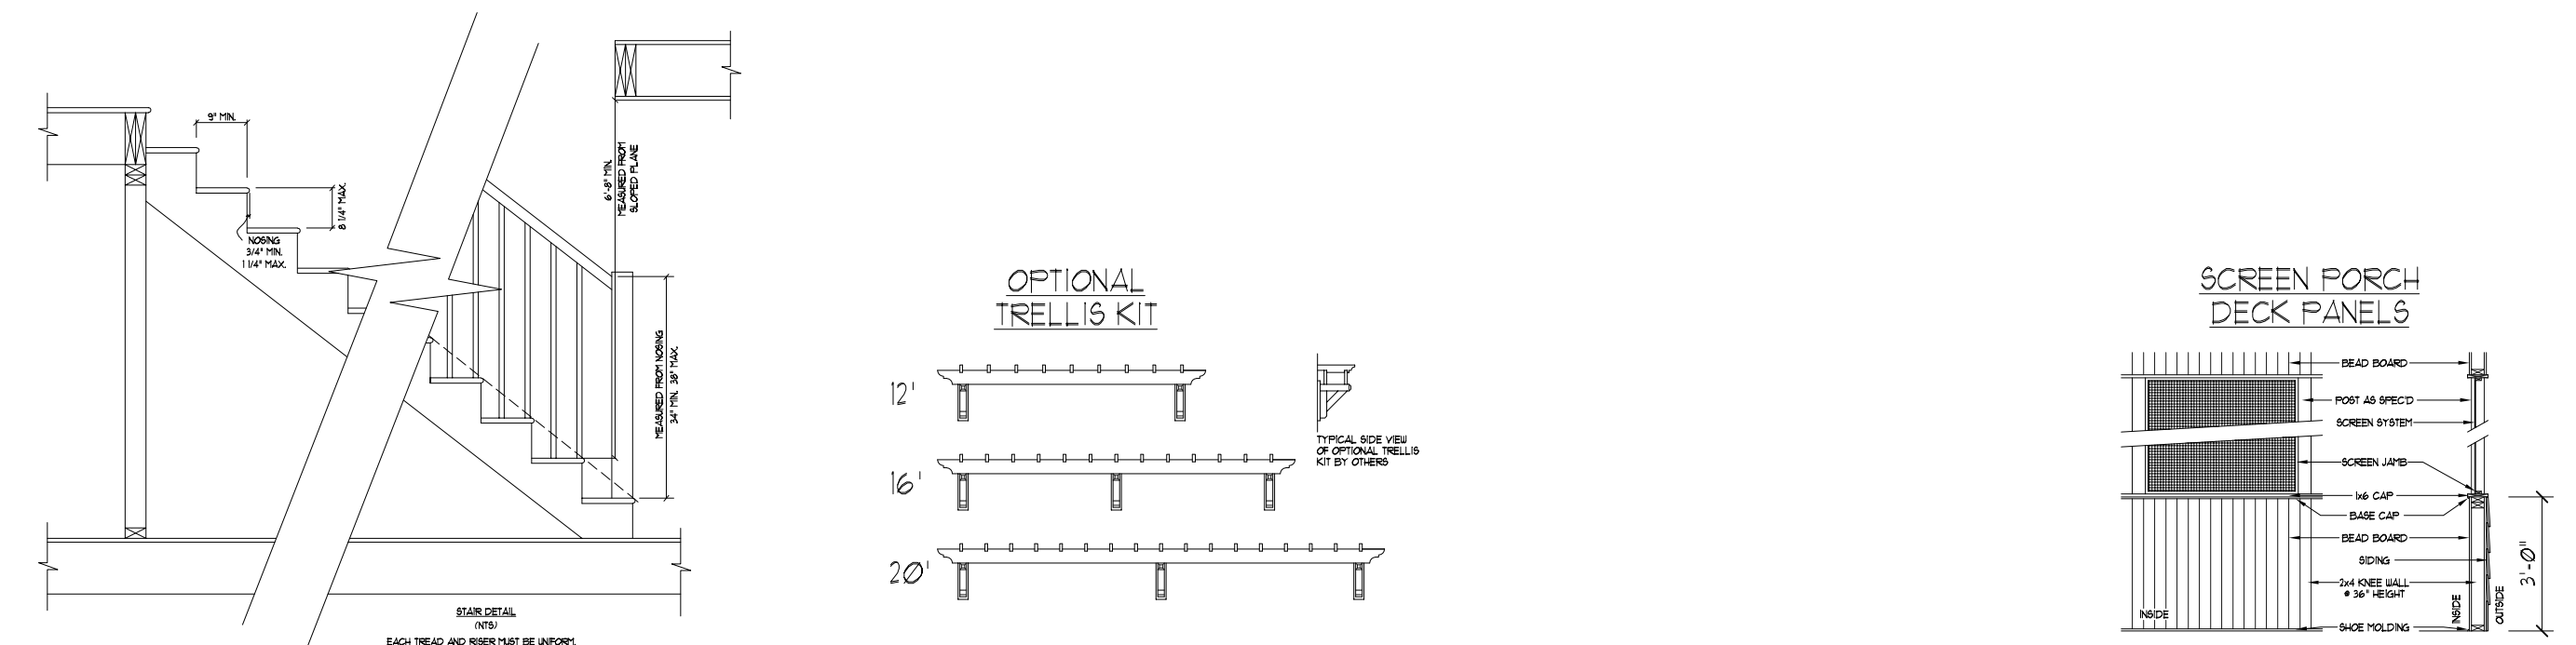 9" MIN.
8 1/4" MAX.
NOSING
3/4" MIN.
1 1/4" MAX.
6'-8" MIN.
MEASURED FROM
SLOPED PLANE
MEASURED FROM NOSING
34" MIN. 38" MAX.
STAIR DETAIL
(NTS)
EACH TREAD AND RISER MUST BE UNIFORM.
OPTIONAL
TRELLIS KIT
12'
16'
20'
TYPICAL SIDE VIEW
OF OPTIONAL TRELLIS
KIT BY OTHERS
SCREEN PORCH
DECK PANELS
BEAD BOARD
POST AS SPEC'D
SCREEN SYSTEM
SCREEN JAMB
1x6 CAP
BASE CAP
BEAD BOARD
SIDING
2x4 KNEE WALL
@ 36" HEIGHT
INSIDE
SHOE MOLDING
INSIDE
OUTSIDE
3'-0"